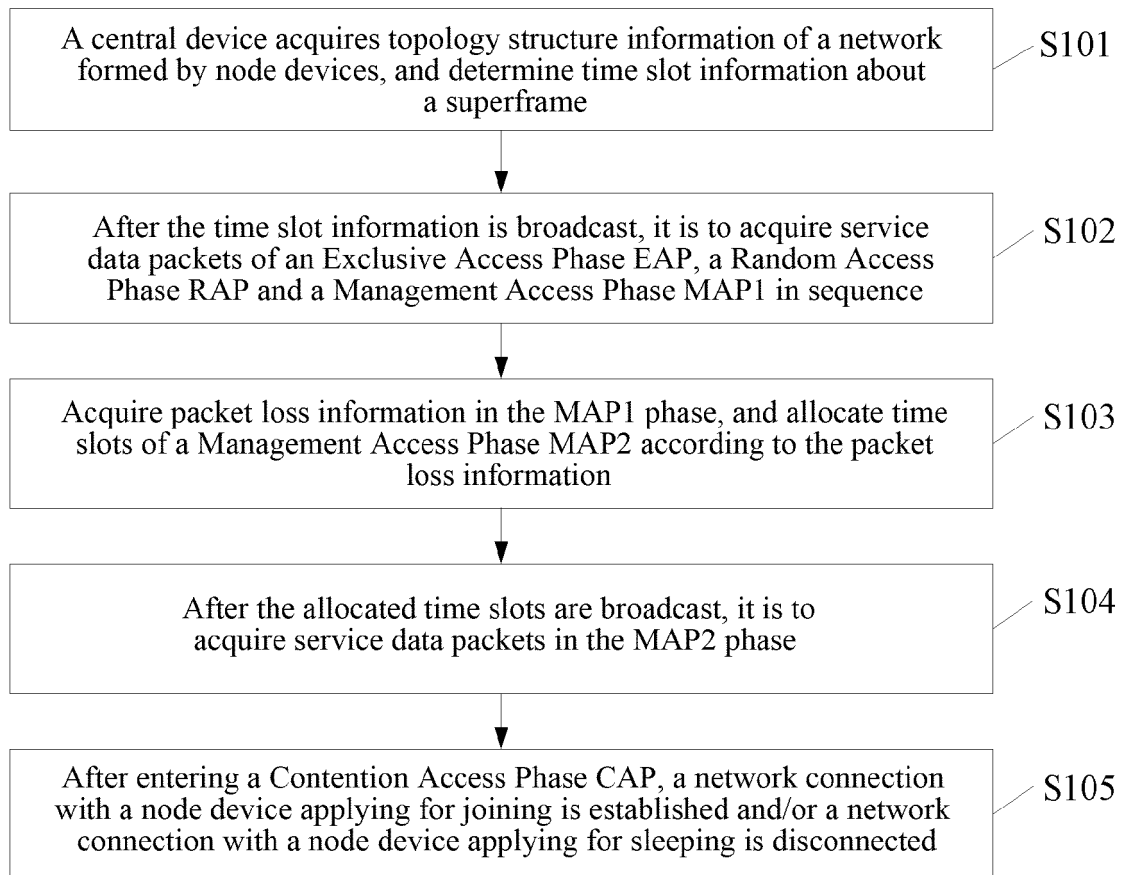 A central device acquires topology structure information of a network
formed by node devices, and determine time slot information about
a superframe
S101
After the time slot information is broadcast, it is to acquire service
data packets of an Exclusive Access Phase EAP, a Random Access
Phase RAP and a Management Access Phase MAP1 in sequence
S102
Acquire packet loss information in the MAP1 phase, and allocate time
slots of a Management Access Phase MAP2 according to the packet
loss information
S103
After the allocated time slots are broadcast, it is to
acquire service data packets in the MAP2 phase
S104
After entering a Contention Access Phase CAP, a network connection
with a node device applying for joining is established and/or a network
connection with a node device applying for sleeping is disconnected
S105